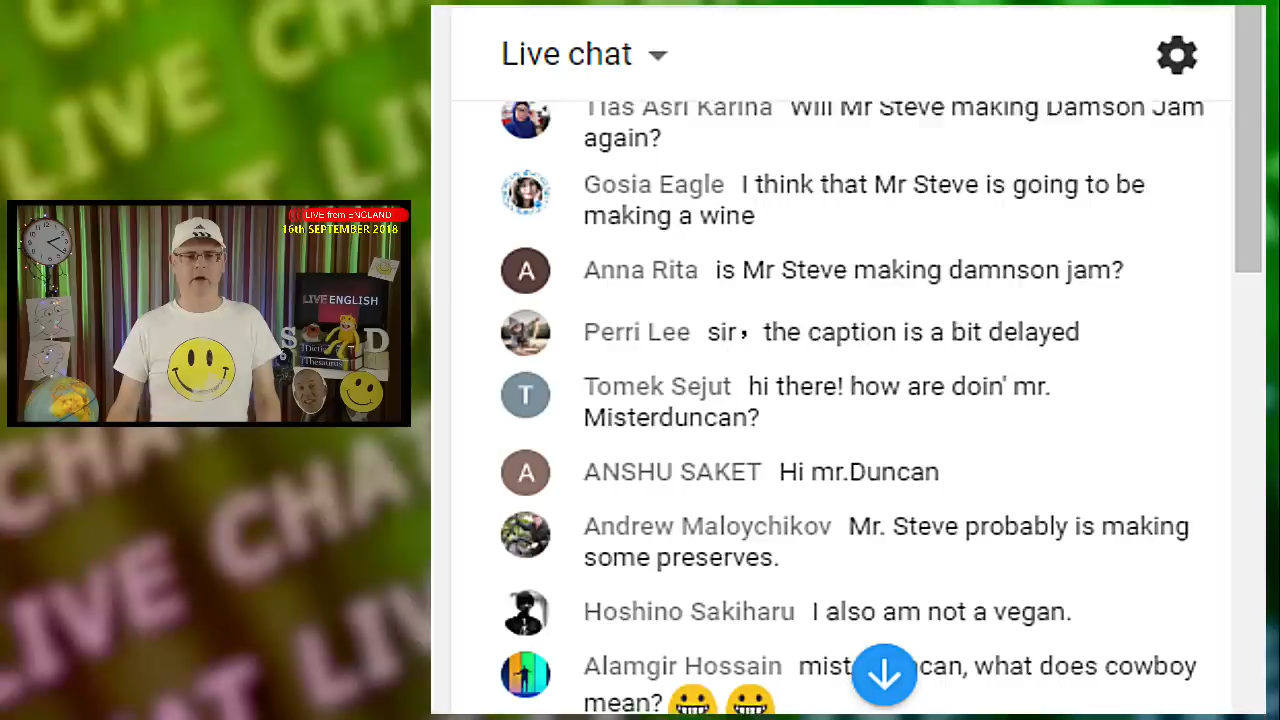 LIVE from ENGLAND
16th SEPTEMBER 2018
LIVE ENGLISH
S
D
Thesaurus
LIVE CHAT
Live chat
Tias Asri Karina Will Mr Steve making Damson Jam
again?
Gosia Eagle I think that Mr Steve is going to be
making a wine
A Anna Rita is Mr Steve making damnson jam?
Perri Lee sir，the caption is a bit delayed
T Tomek Sejut hi there! how are doin' mr.
Misterduncan?
A ANSHU SAKET Hi mr.Duncan
Andrew Maloychikov Mr. Steve probably is making
some preserves.
Hoshino Sakiharu I also am not a vegan.
Alamgir Hossain mist can, what does cowboy
mean? 😀 😀